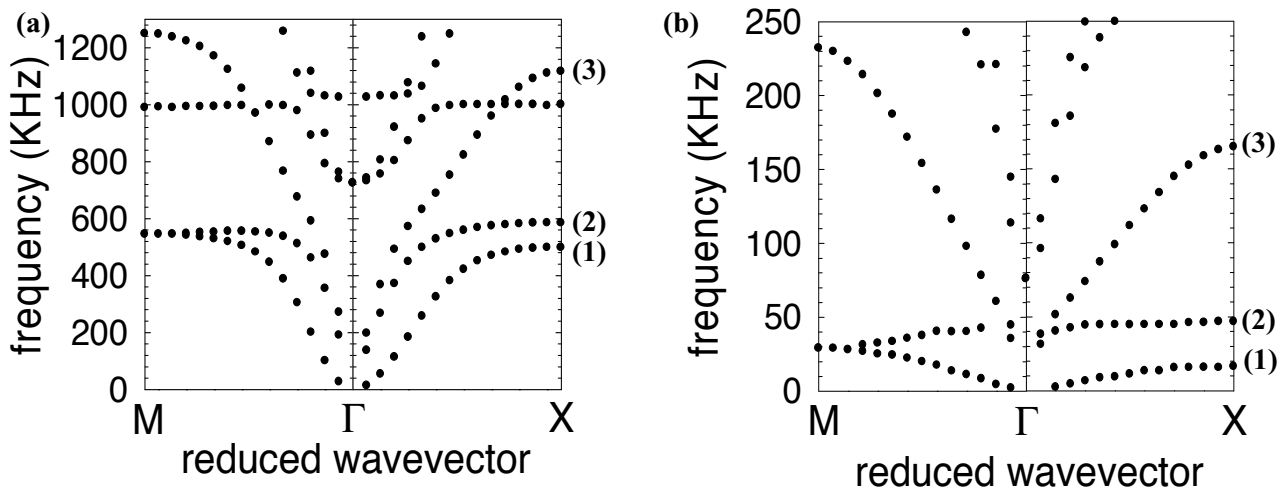 (a)
frequency (KHz)
1200
1000
800
600
400
200
0
(3)
(2)
(1)
M Γ X
reduced wavevector
(b)
frequency (KHz)
250
200
150
100
50
0
(3)
(2)
(1)
M Γ X
reduced wavevector